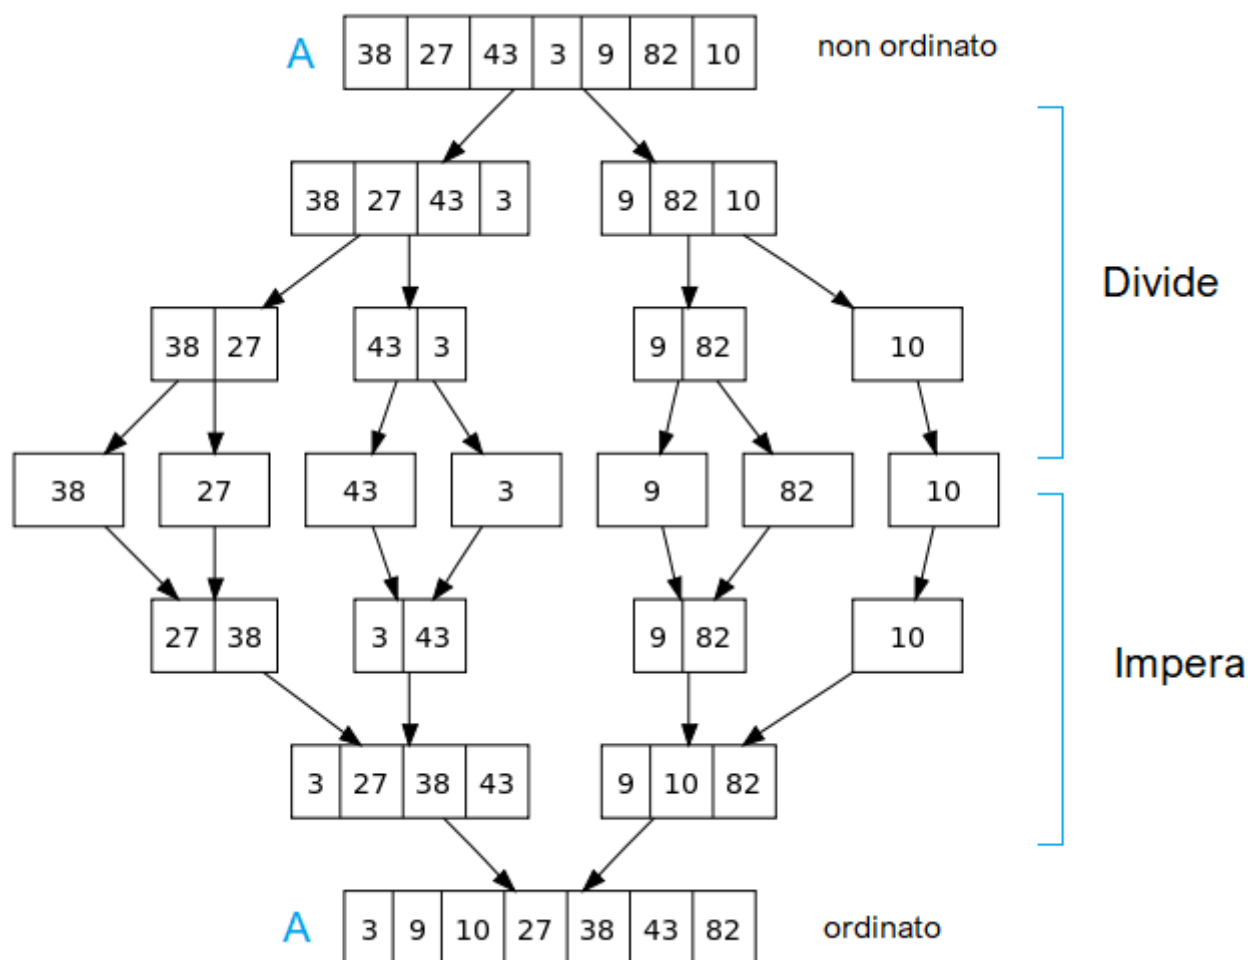 A 38 27 43 3 9 82 10 non ordinato
38 27 43 3 9 82 10
Divide
38 27 43 3 9 82 10
38 27 43 3 9 82 10
27 38 3 43 9 82 10
Impera
3 27 38 43 9 10 82
A 3 9 10 27 38 43 82 ordinato